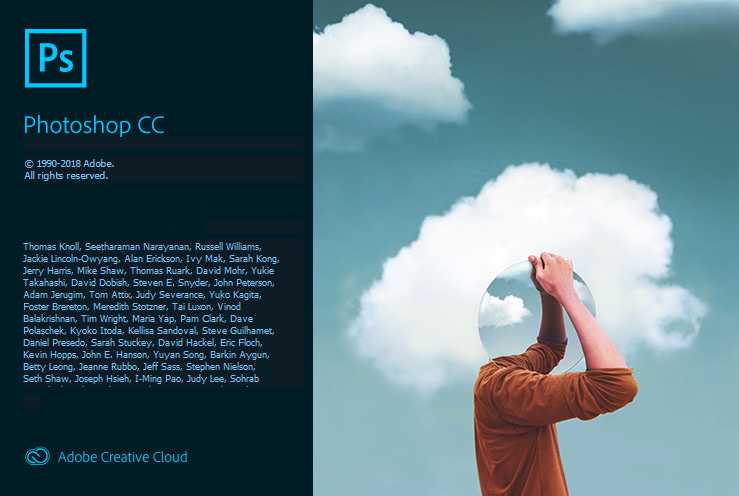 Ps
Photoshop CC
© 1990-2018 Adobe.
All rights reserved.
Thomas Knoll, Seetharaman Narayanan, Russell Williams,
Jackie Lincoln-Owyang, Alan Erickson, Ivy Mak, Sarah Kong,
Jerry Harris, Mike Shaw, Thomas Ruark, David Mohr, Yukie
Takahashi, David Dobish, Steven E. Snyder, John Peterson,
Adam Jerugim, Tom Attix, Judy Severance, Yuko Kagita,
Foster Brereton, Meredith Stotzner, Tai Luxon, Vinod
Balakrishnan, Tim Wright, Maria Yap, Pam Clark, Dave
Polaschek, Kyoko Itoda, Kellisa Sandoval, Steve Guilhamet,
Daniel Presedo, Sarah Stuckey, David Hackel, Eric Floch,
Kevin Hopps, John E. Hanson, Yuyan Song, Barkin Aygun,
Betty Leong, Jeanne Rubbo, Jeff Sass, Stephen Nielson,
Seth Shaw, Joseph Hsieh, I-Ming Pao, Judy Lee, Sohrab
Adobe Creative Cloud